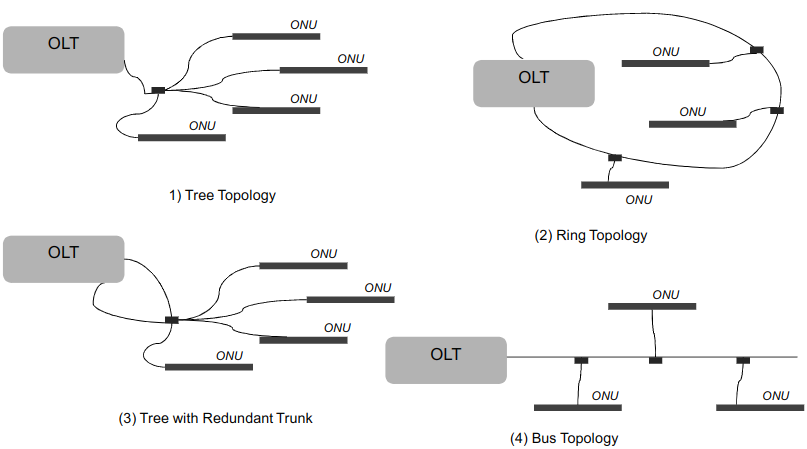 OLT
ONU
ONU
ONU
ONU
1) Tree Topology
OLT
ONU
ONU
ONU
(2) Ring Topology
OLT
ONU
ONU
ONU
ONU
(3) Tree with Redundant Trunk
OLT
ONU
ONU
ONU
(4) Bus Topology